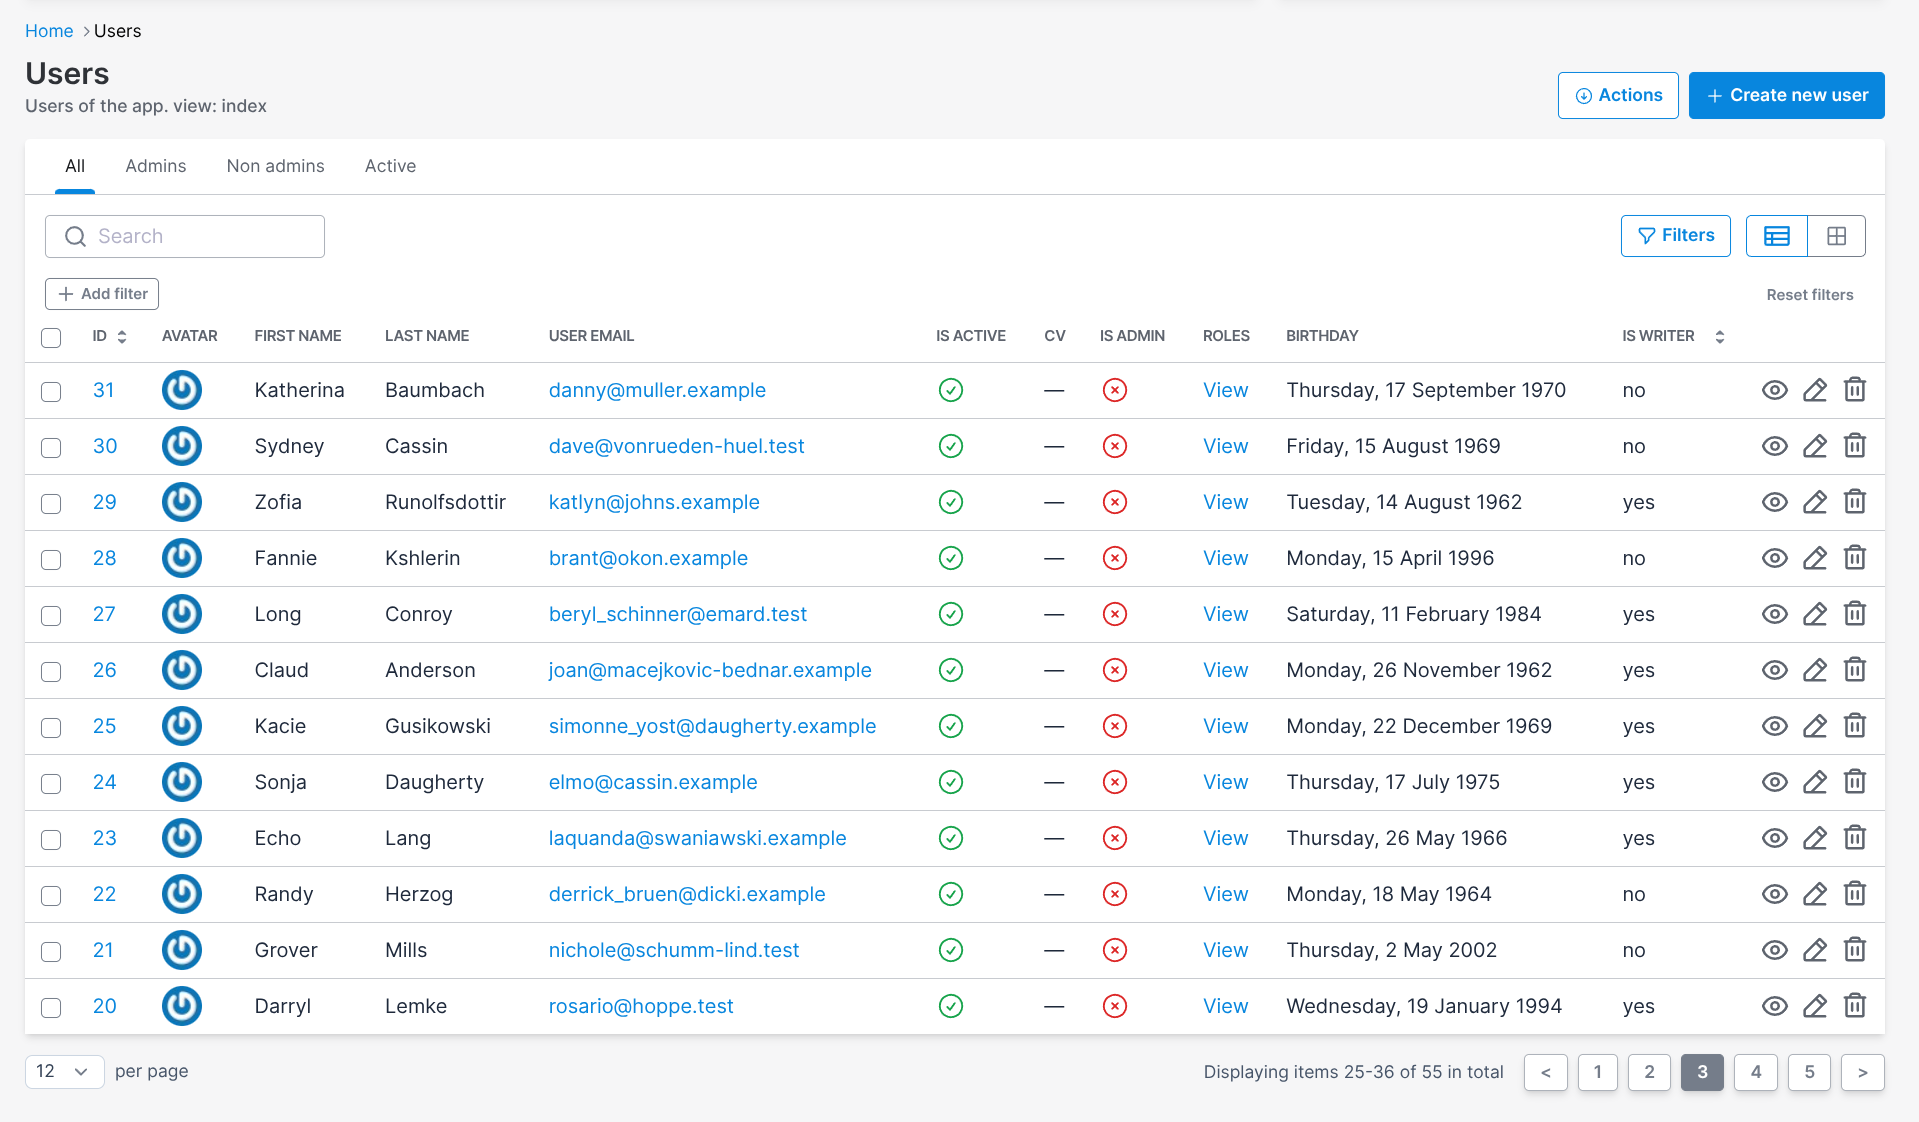 Home > Users
Users
Users of the app. view: index
Actions
+ Create new user
All Admins Non admins Active
Search
Filters
+ Add filter
Reset filters
ID AVATAR FIRST NAME LAST NAME USER EMAIL IS ACTIVE CV IS ADMIN ROLES BIRTHDAY IS WRITER
31 Katherina Baumbach danny@muller.example — View Thursday, 17 September 1970 no
30 Sydney Cassin dave@vonrueden-huel.test — View Friday, 15 August 1969 no
29 Zofia Runolfsdottir katlyn@johns.example — View Tuesday, 14 August 1962 yes
28 Fannie Kshlerin brant@okon.example — View Monday, 15 April 1996 no
27 Long Conroy beryl_schinner@emard.test — View Saturday, 11 February 1984 yes
26 Claud Anderson joan@macejkovic-bednar.example — View Monday, 26 November 1962 yes
25 Kacie Gusikowski simonne_yost@daugherty.example — View Monday, 22 December 1969 yes
24 Sonja Daugherty elmo@cassin.example — View Thursday, 17 July 1975 yes
23 Echo Lang laquanda@swaniawski.example — View Thursday, 26 May 1966 yes
22 Randy Herzog derrick_bruen@dicki.example — View Monday, 18 May 1964 no
21 Grover Mills nichole@schumm-lind.test — View Thursday, 2 May 2002 no
20 Darryl Lemke rosario@hoppe.test — View Wednesday, 19 January 1994 yes
12 per page
Displaying items 25-36 of 55 in total < 1 2 3 4 5 >